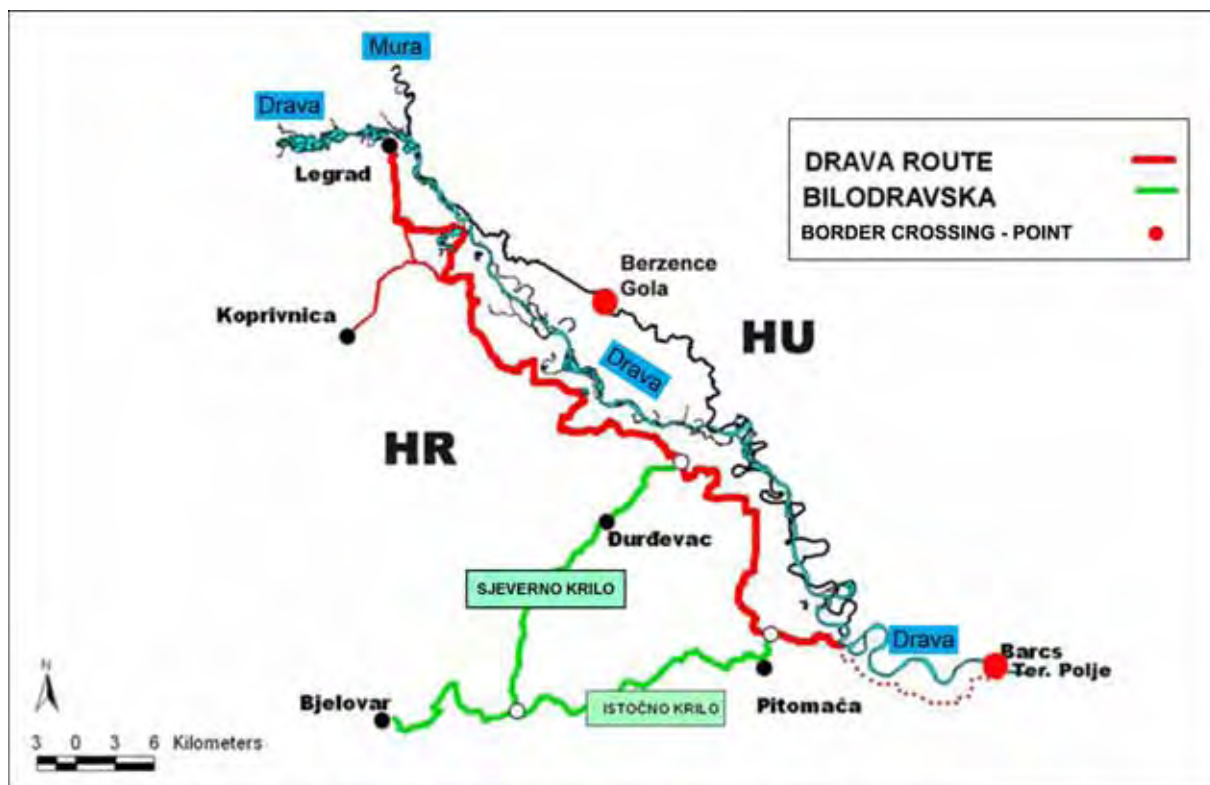 Mura
Drava
Legrad
DRAVA ROUTE
BILODRAVSKA
BORDER CROSSING - POINT
Berzence
Gola
Koprivnica
HU
Drava
HR
Đurđevac
SJEVERNO KRILO
Drava
Barcs
Ter. Polje
Bjelovar
ISTOČNO KRILO
Pitomača
N
3 0 3 6 Kilometers